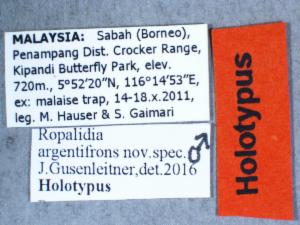 MALAYSIA: Sabah (Borneo),
Penampang Dist. Crocker Range,
Kipandi Butterfly Park, elev.
720m., 5°52'20"N, 116°14'53"E,
ex: malaise trap, 14-18.x.2011,
leg. M. Hauser & S. Gaimari
Ropalidia
argentifrons nov.spec. ♂
J.Gusenleitner,det.2016
Holotypus
Holotypus